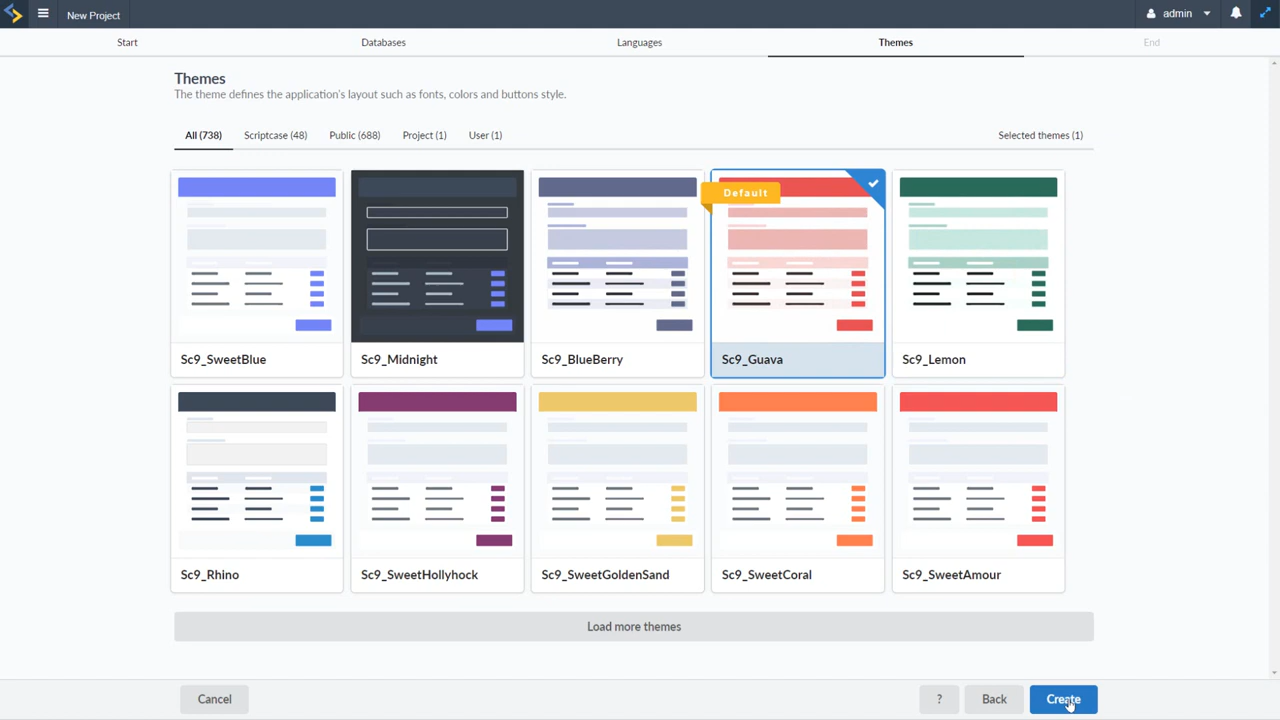 New Project
admin
Start
Databases
Languages
Themes
End
Themes
The theme defines the application's layout such as fonts, colors and buttons style.
All (738)
Scriptcase (48)
Public (688)
Project (1)
User (1)
Selected themes (1)
Default
Sc9_SweetBlue
Sc9_Midnight
Sc9_BlueBerry
Sc9_Guava
Sc9_Lemon
Sc9_Rhino
Sc9_SweetHollyhock
Sc9_SweetGoldenSand
Sc9_SweetCoral
Sc9_SweetAmour
Load more themes
Cancel
?
Back
Create